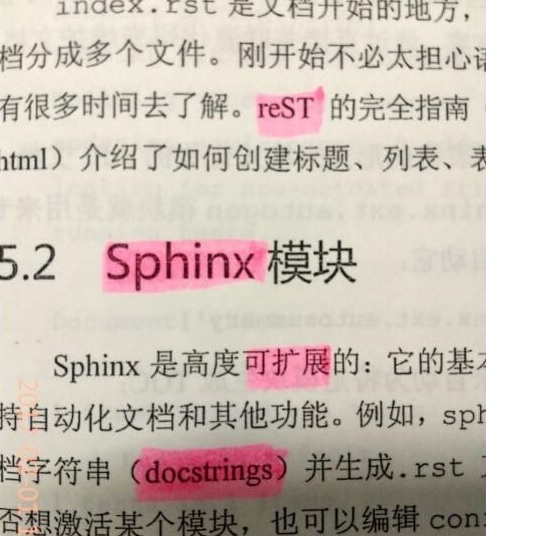 index.rst 是文档开始的地方，
档分成多个文件。刚开始不必太担心语
有很多时间去了解。reST 的完全指南
html）介绍了如何创建标题、列表、表
5.2 Sphinx 模块
Sphinx 是高度可扩展的：它的基本
持自动化文档和其他功能。例如，sph
档字符串（docstrings）并生成.rst
否想激活某个模块，也可以编辑 con